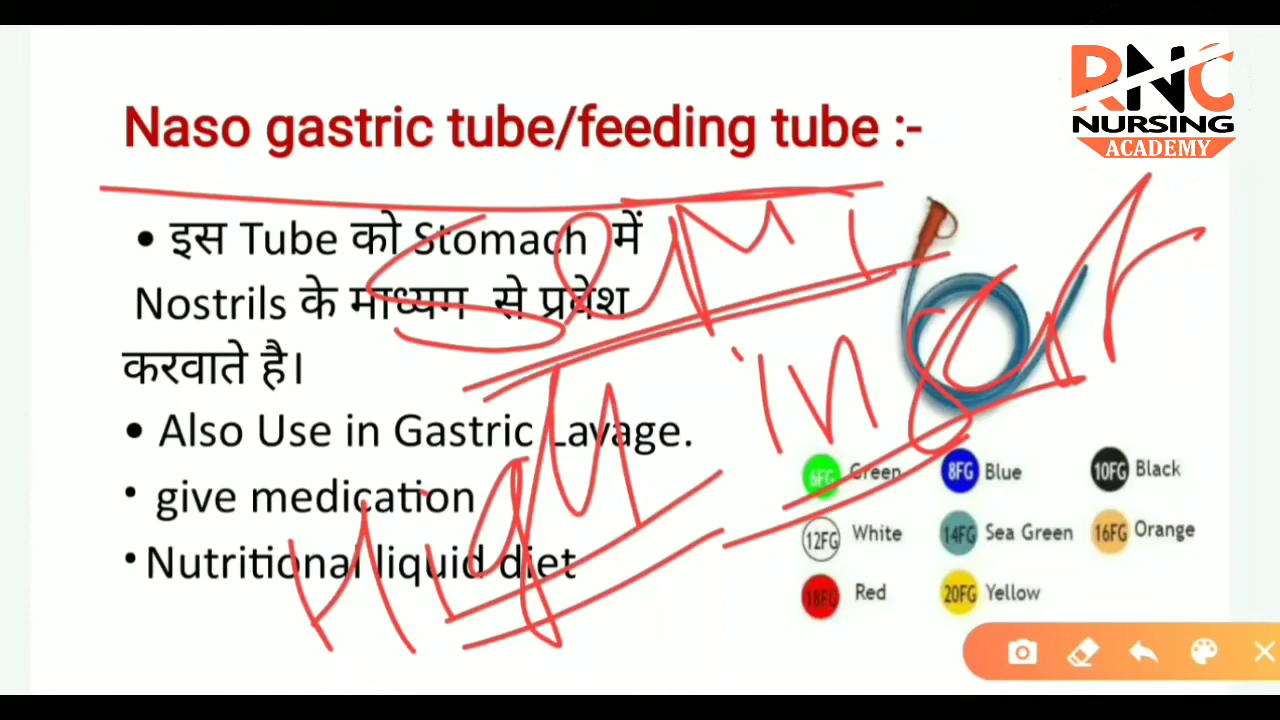 RNC
NURSING
ACADEMY
Naso gastric tube/feeding tube :-
• इस Tube को Stomach में
Nostrils के माध्यम से प्रवेश
करवाते है।
• Also Use in Gastric Lavage.
• give medication
• Nutritional liquid diet
SeMI
in
6FG Green 8FG Blue 10FG Black
12FG White 14FG Sea Green 16FG Orange
18FG Red 20FG Yellow